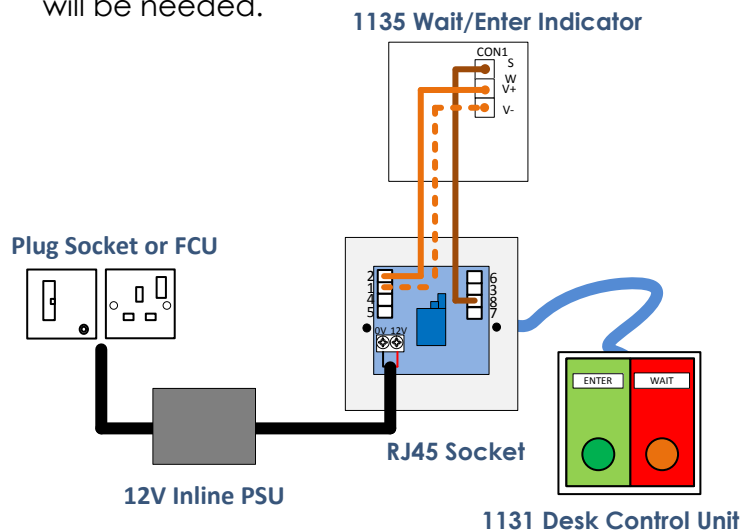 will be needed.
1135 Wait/Enter Indicator
CON1
S
W
V+
V-
Plug Socket or FCU
2
1
4
5
6
3
8
7
0V 12V
ENTER
WAIT
RJ45 Socket
12V Inline PSU
1131 Desk Control Unit